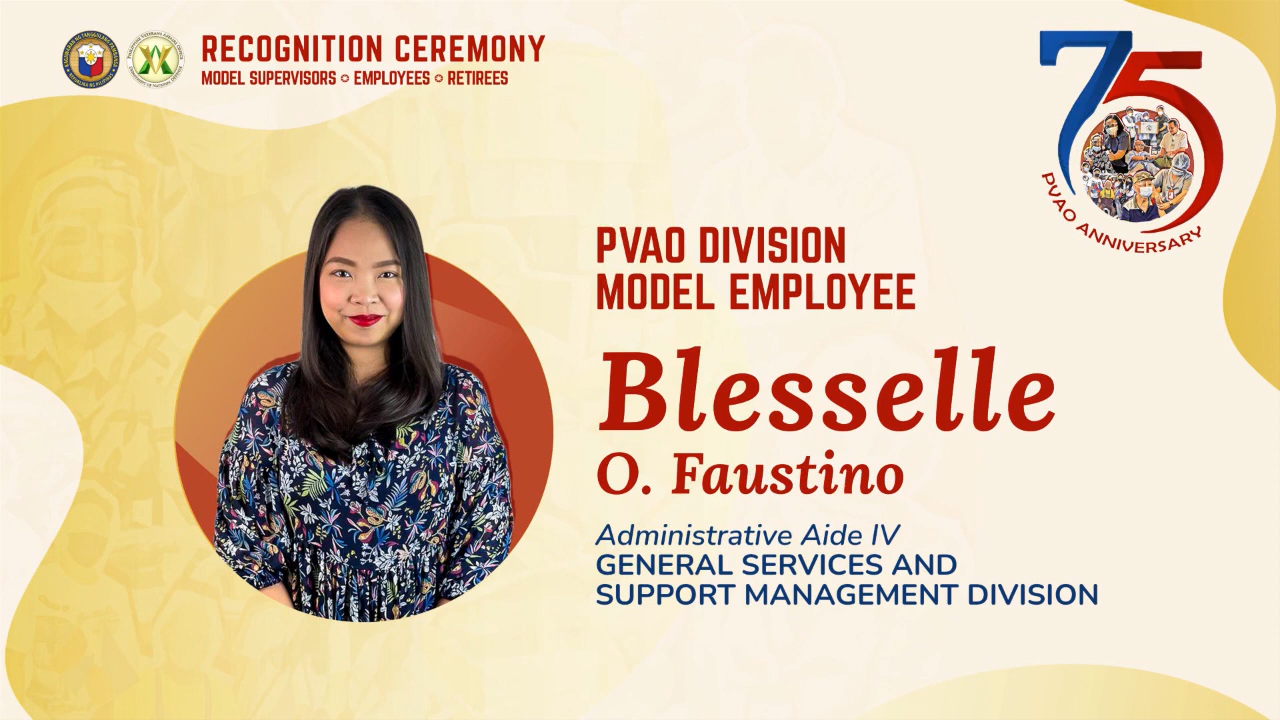 RECOGNITION CEREMONY
MODEL SUPERVISORS ✪ EMPLOYEES ✪ RETIREES
75
PVAO ANNIVERSARY
PVAO DIVISION
MODEL EMPLOYEE
Blesselle
O. Faustino
Administrative Aide IV
GENERAL SERVICES AND
SUPPORT MANAGEMENT DIVISION